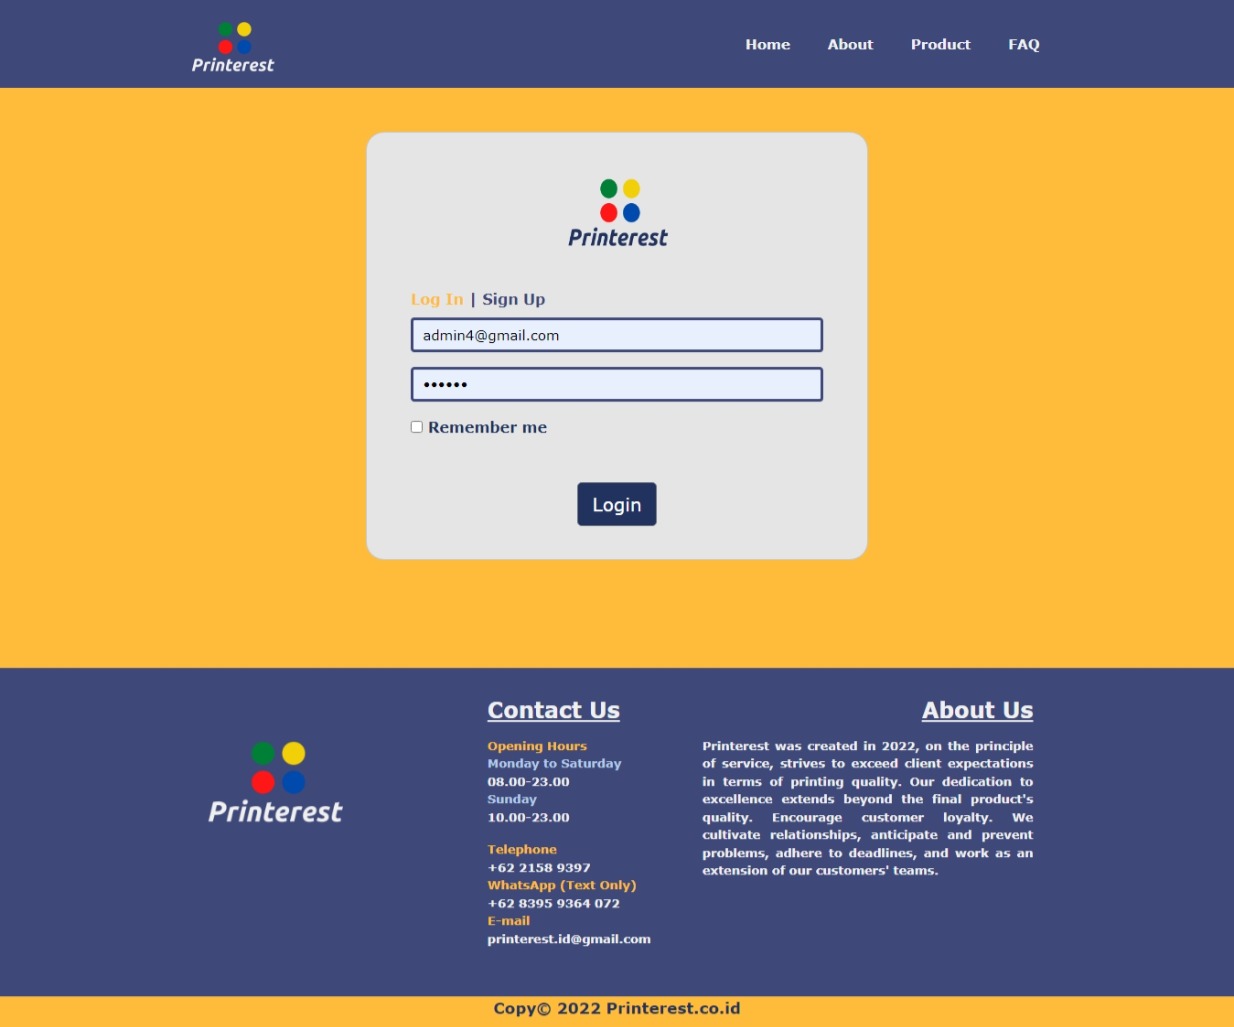 Printerest
Home About Product FAQ
Printerest
Log In | Sign Up
admin4@gmail.com
••••••
Remember me
Login
Printerest
Contact Us
Opening Hours
Monday to Saturday
08.00-23.00
Sunday
10.00-23.00
Telephone
+62 2158 9397
WhatsApp (Text Only)
+62 8395 9364 072
E-mail
printerest.id@gmail.com
About Us
Printerest was created in 2022, on the principle
of service, strives to exceed client expectations
in terms of printing quality. Our dedication to
excellence extends beyond the final product's
quality. Encourage customer loyalty. We
cultivate relationships, anticipate and prevent
problems, adhere to deadlines, and work as an
extension of our customers' teams.
Copy© 2022 Printerest.co.id